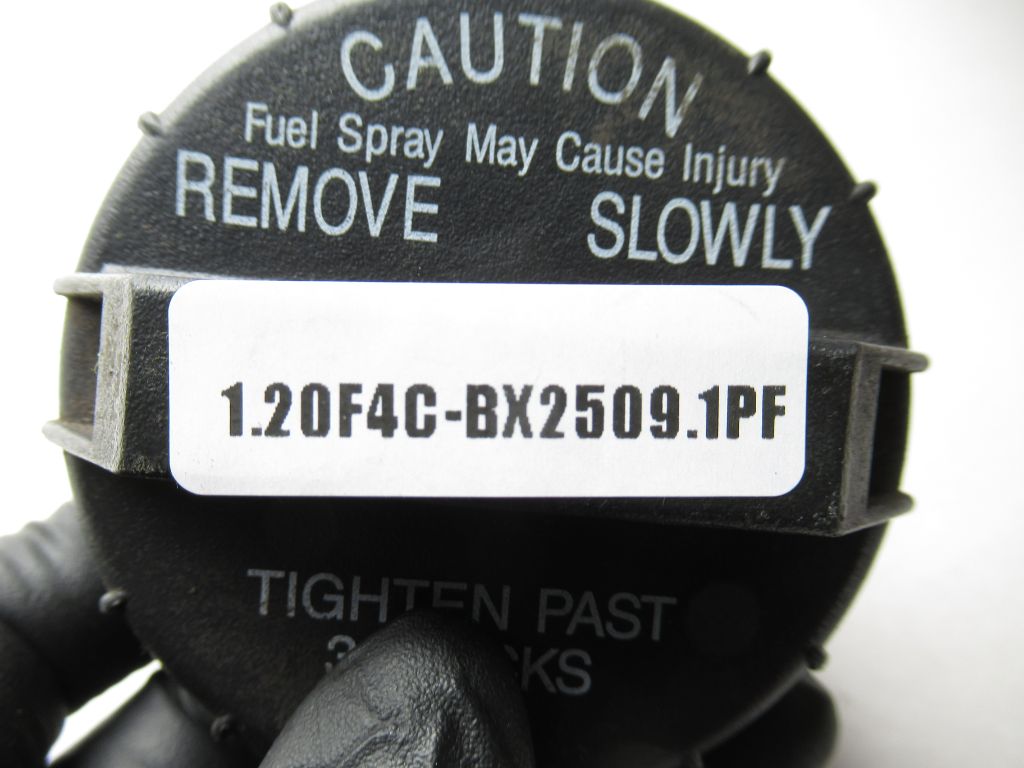 CAUTION
Fuel Spray May Cause Injury
REMOVE SLOWLY
1.20F4C-BX2509.1PF
TIGHTEN PAST